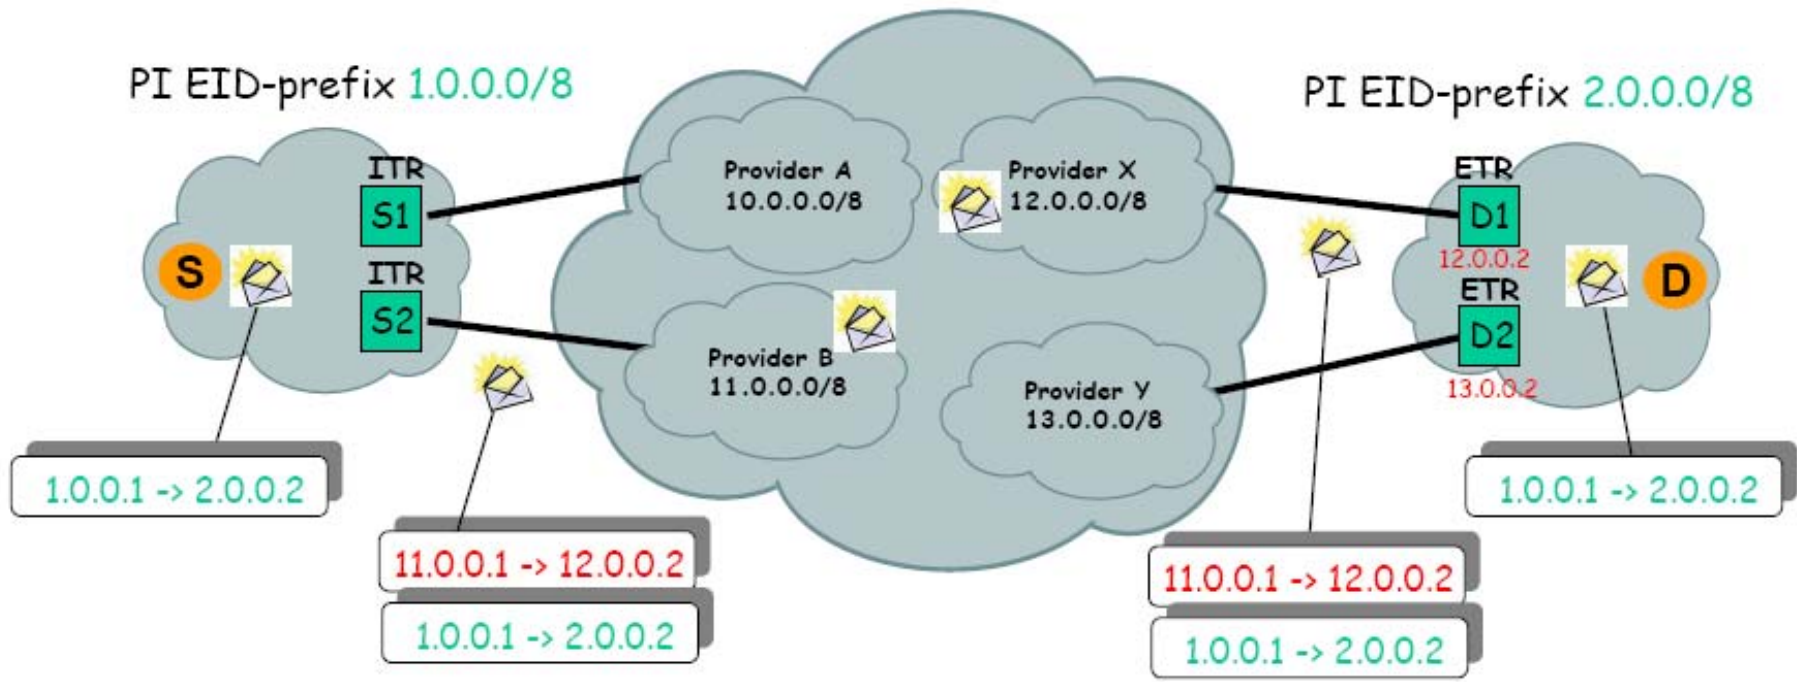 PI EID-prefix 1.0.0.0/8
PI EID-prefix 2.0.0.0/8
ITR
S1
ITR
S2
S
Provider A
10.0.0.0/8
Provider X
12.0.0.0/8
Provider B
11.0.0.0/8
Provider Y
13.0.0.0/8
ETR
D1
12.0.0.2
ETR
D2
13.0.0.2
D
1.0.0.1 -> 2.0.0.2
11.0.0.1 -> 12.0.0.2
1.0.0.1 -> 2.0.0.2
11.0.0.1 -> 12.0.0.2
1.0.0.1 -> 2.0.0.2
1.0.0.1 -> 2.0.0.2